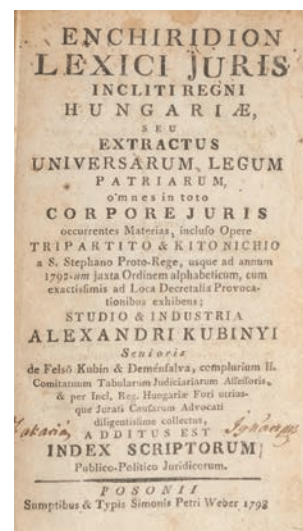 ENCHIRIDION
LEXICI JURIS
INCLITI REGNI
HUNGARIÆ,
SEU
EXTRACTUS
UNIVERSARUM LEGUM
PATRIARUM,
omnes in toto
CORPORE JURIS
occurrentes Materias, incluso Opere
TRIPARTITO & KITONICHIO
a S. Stephano Proto-Rege, usque ad annum
1792-um juxta Ordinem alphabeticum, cum
exactissimis ad Loca Decretalia Provoca-
tionibus exhibens;
STUDIO & INDUSTRIA
ALEXANDRI KUBINYI
Senioris
de Felsö Kubin & Deménfalva, complurium II.
Comitatuum Tabularum Judiciariarum Assessoris,
& per Incl. Reg. Hungariæ Fori utrius-
que Jurati Causarum Advocati
diligentissime collectus,
Zakariás Ignácz
ADDITUS EST
INDEX SCRIPTORUM
Publico-Politico Juridicorum.
POSONII
Sumptibus & Typis Simonis Petri Weber 1798